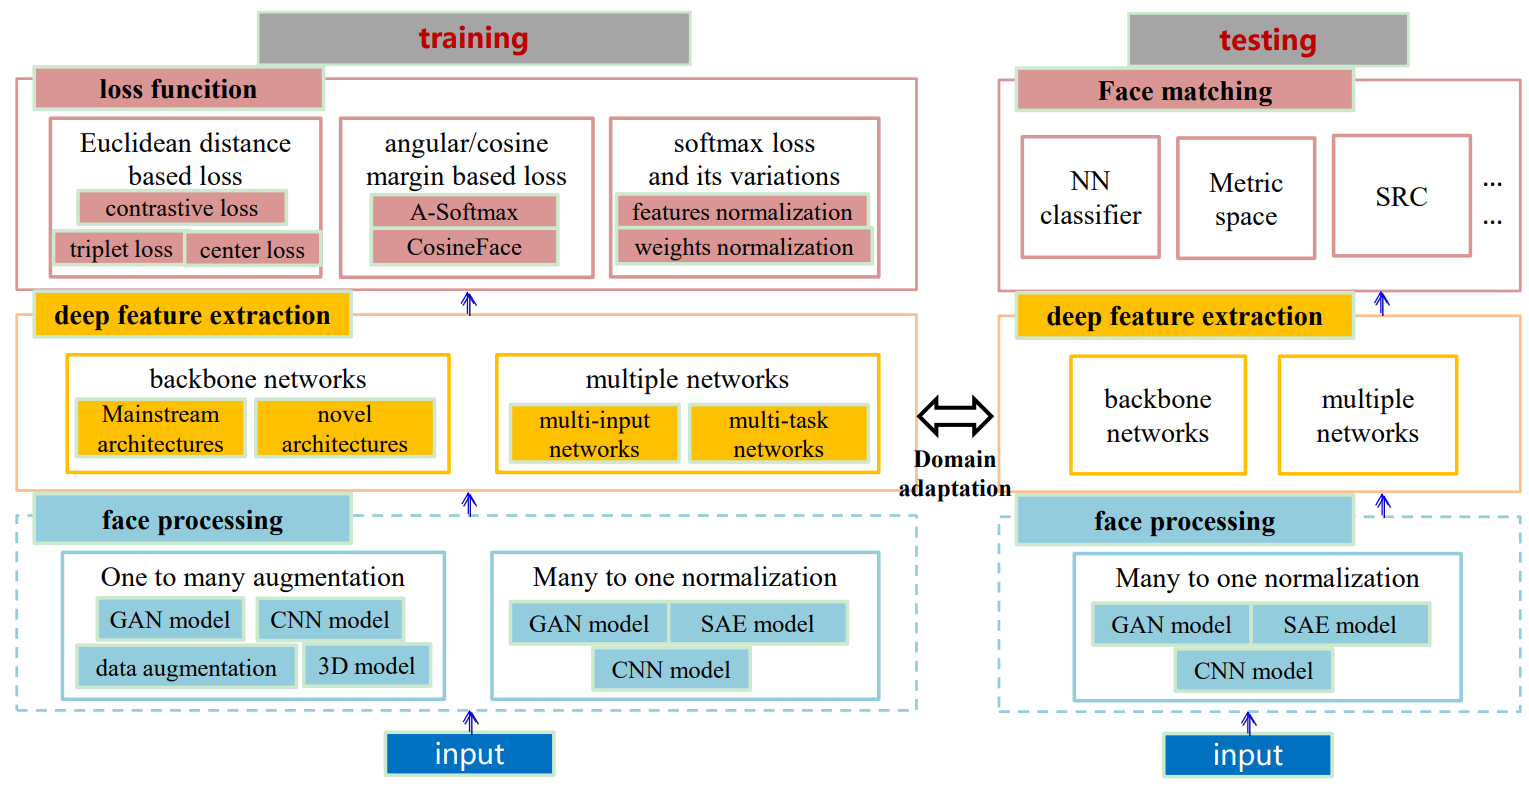 training
loss funcition
Euclidean distance
based loss
contrastive loss
triplet loss
center loss
angular/cosine
margin based loss
A-Softmax
CosineFace
softmax loss
and its variations
features normalization
weights normalization
deep feature extraction
backbone networks
Mainstream
architectures
novel
architectures
multiple networks
multi-input
networks
multi-task
networks
face processing
One to many augmentation
GAN model
CNN model
data augmentation
3D model
Many to one normalization
GAN model
SAE model
CNN model
input
Domain
adaptation
testing
Face matching
NN
classifier
Metric
space
SRC
...
...
deep feature extraction
backbone
networks
multiple
networks
face processing
Many to one normalization
GAN model
SAE model
CNN model
input